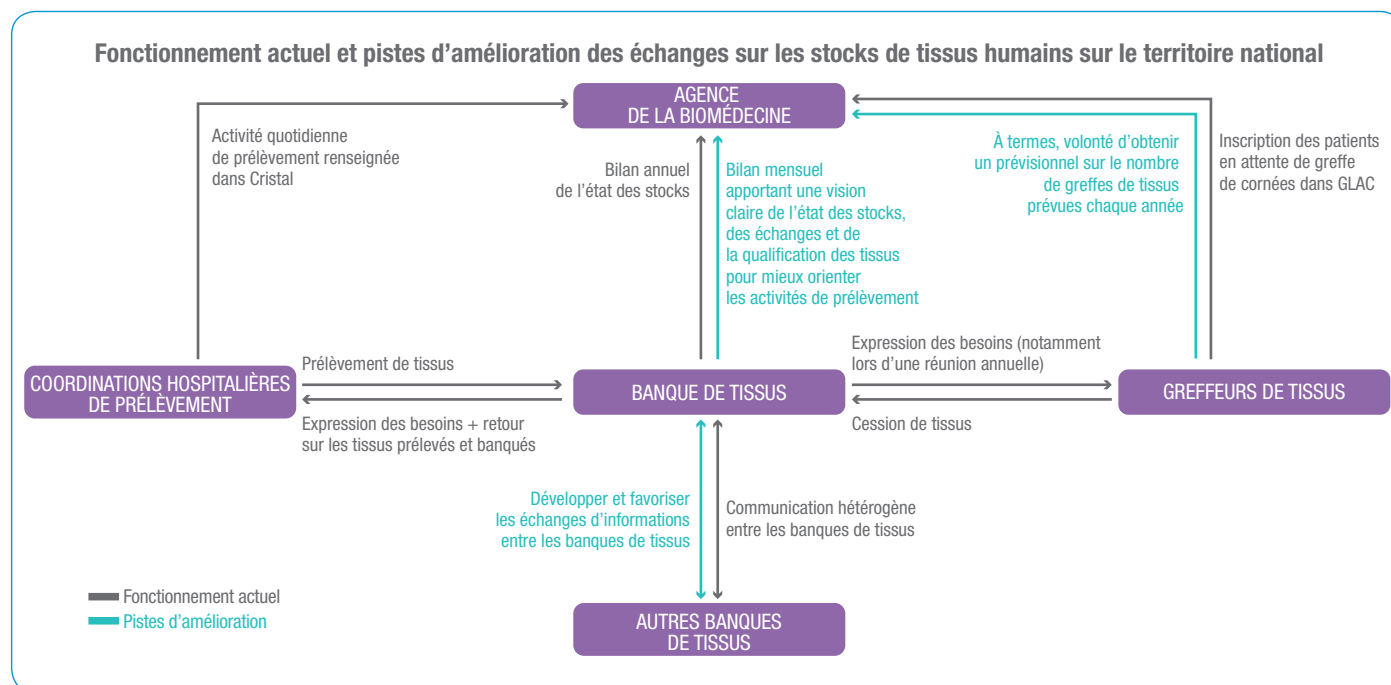 Fonctionnement actuel et pistes d'amélioration des échanges sur les stocks de tissus humains sur le territoire national
AGENCE
DE LA BIOMÉDECINE
Activité quotidienne
de prélèvement renseignée
dans Cristal
Bilan annuel
de l'état des stocks
Bilan mensuel
apportant une vision
claire de l'état des stocks,
des échanges et de
la qualification des tissus
pour mieux orienter
les activités de prélèvement
À termes, volonté d'obtenir
un prévisionnel sur le nombre
de greffes de tissus
prévues chaque année
Inscription des patients
en attente de greffe
de cornées dans GLAC
COORDINATIONS HOSPITALIÈRES
DE PRÉLÈVEMENT
Prélèvement de tissus
Expression des besoins + retour
sur les tissus prélevés et banqués
BANQUE DE TISSUS
Expression des besoins (notamment
lors d'une réunion annuelle)
Cession de tissus
GREFFEURS DE TISSUS
Développer et favoriser
les échanges d'informations
entre les banques de tissus
Communication hétérogène
entre les banques de tissus
Fonctionnement actuel
Pistes d'amélioration
AUTRES BANQUES
DE TISSUS